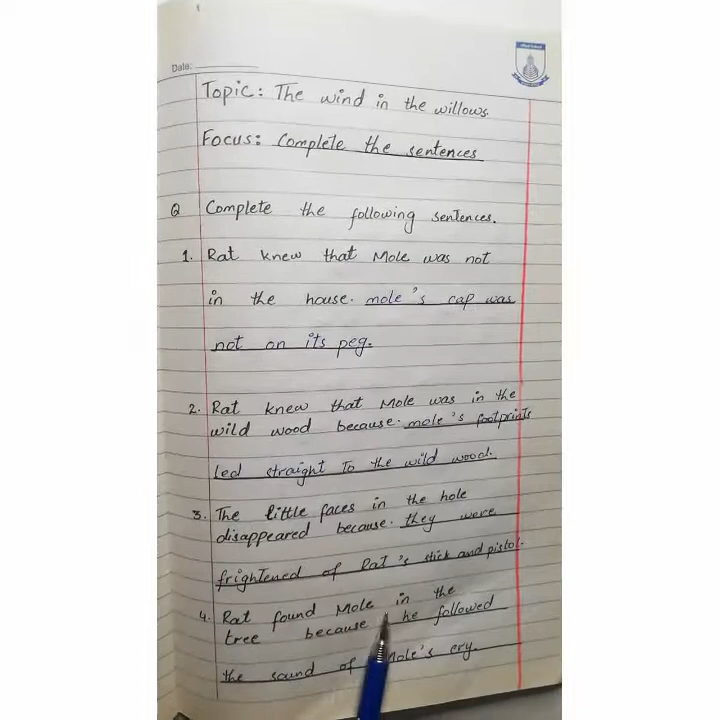 Date:
Topic: The wind in the willows.
Focus: Complete the sentences
Q Complete the following sentences.
1. Rat knew that Mole was not
in the house. mole's cap was
not on its peg.
2. Rat knew that Mole was in the
wild wood because. mole's footprints
led straight to the wild wood.
3. The little faces in the hole
disappeared because. they were
frightened of Rat's stick and pistol.
4. Rat found Mole in the
tree because he followed
the sound of Mole's cry.